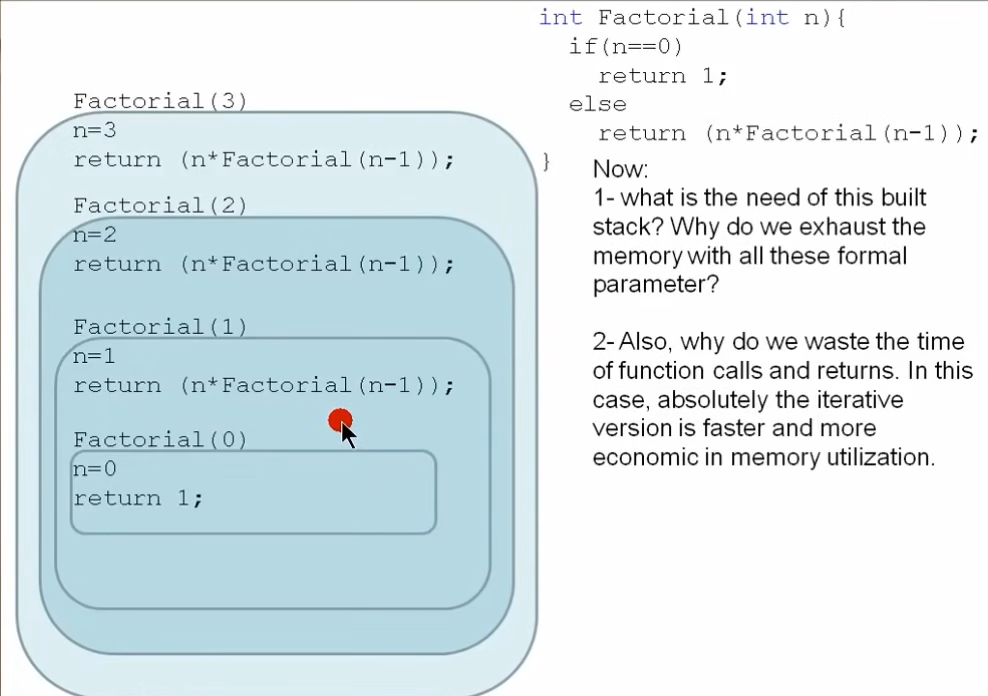 int Factorial(int n){
if(n==0)
return 1;
else
return (n*Factorial(n-1));
}
Factorial(3)
n=3
return (n*Factorial(n-1));
Factorial(2)
n=2
return (n*Factorial(n-1));
Factorial(1)
n=1
return (n*Factorial(n-1));
Factorial(0)
n=0
return 1;
Now:
1- what is the need of this built
stack? Why do we exhaust the
memory with all these formal
parameter?
2- Also, why do we waste the time
of function calls and returns. In this
case, absolutely the iterative
version is faster and more
economic in memory utilization.